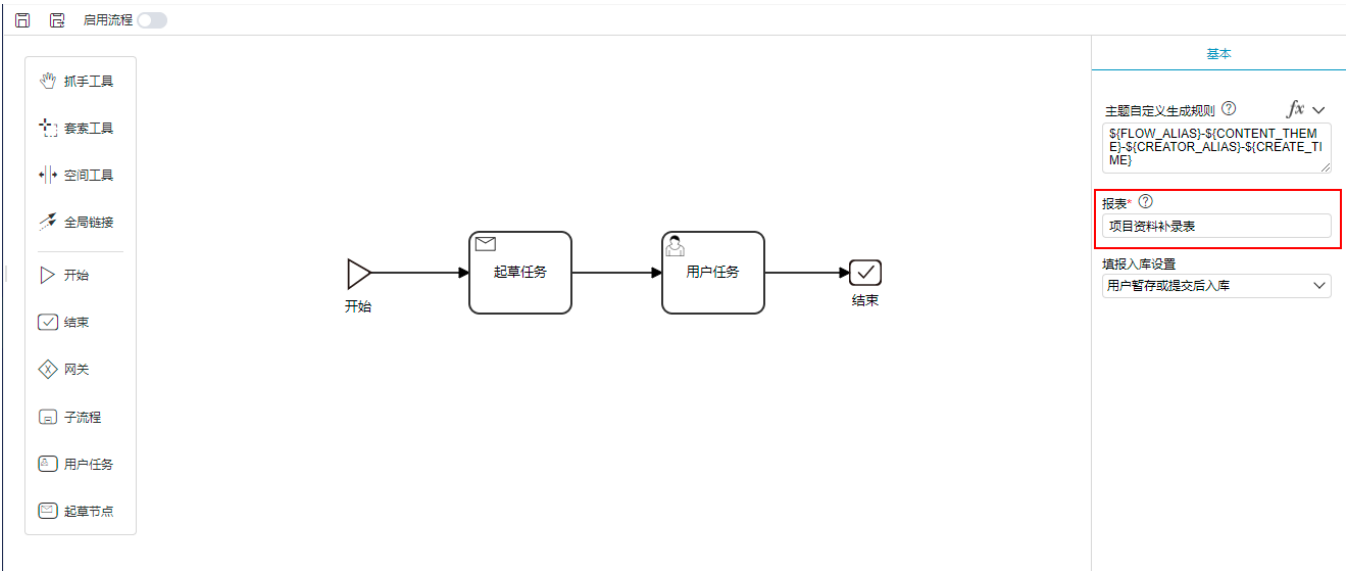 启用流程
抓手工具
套索工具
空间工具
全局链接
开始
结束
网关
子流程
用户任务
起草节点
开始
起草任务
用户任务
结束
基本
主题自定义生成规则 ? fx
${FLOW_ALIAS}-${CONTENT_THEM
E}-${CREATOR_ALIAS}-${CREATE_TI
ME}
报表* ?
项目资料补录表
填报入库设置
用户暂存或提交后入库